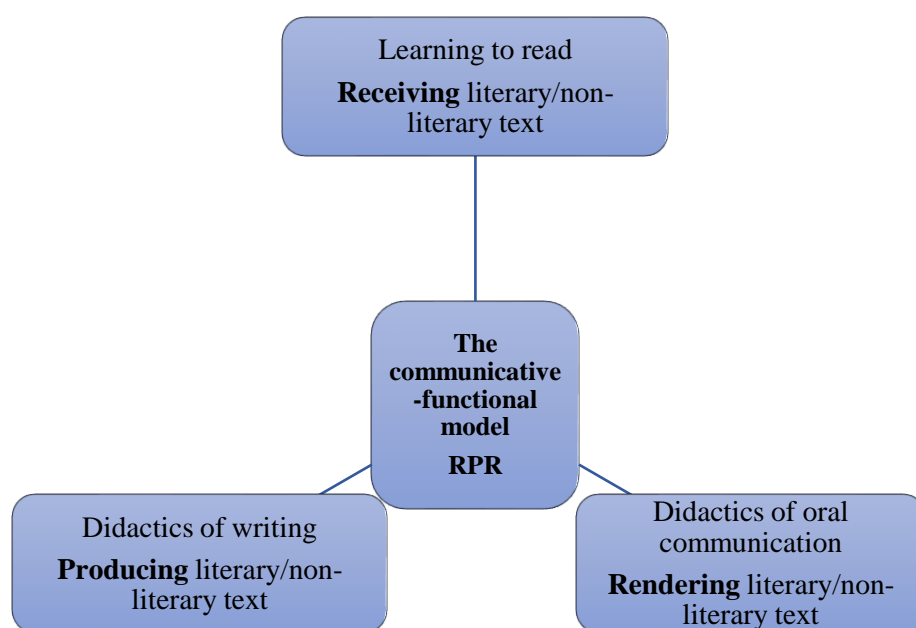 Learning to read
Receiving literary/non-
literary text
The
communicative
-functional
model
RPR
Didactics of writing
Producing literary/non-
literary text
Didactics of oral
communication
Rendering literary/non-
literary text